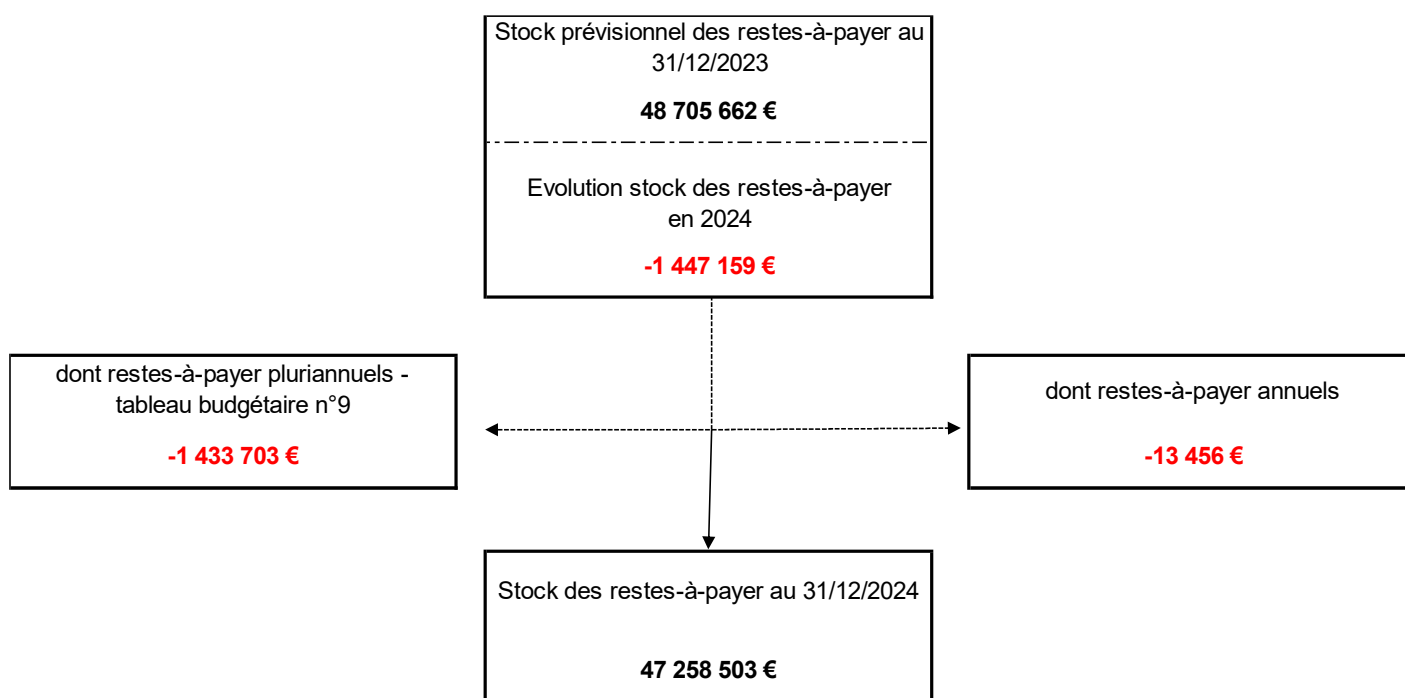 Stock prévisionnel des restes-à-payer au
31/12/2023
48 705 662 €
Evolution stock des restes-à-payer
en 2024
-1 447 159 €
dont restes-à-payer pluriannuels -
tableau budgétaire n°9
-1 433 703 €
dont restes-à-payer annuels
-13 456 €
Stock des restes-à-payer au 31/12/2024
47 258 503 €